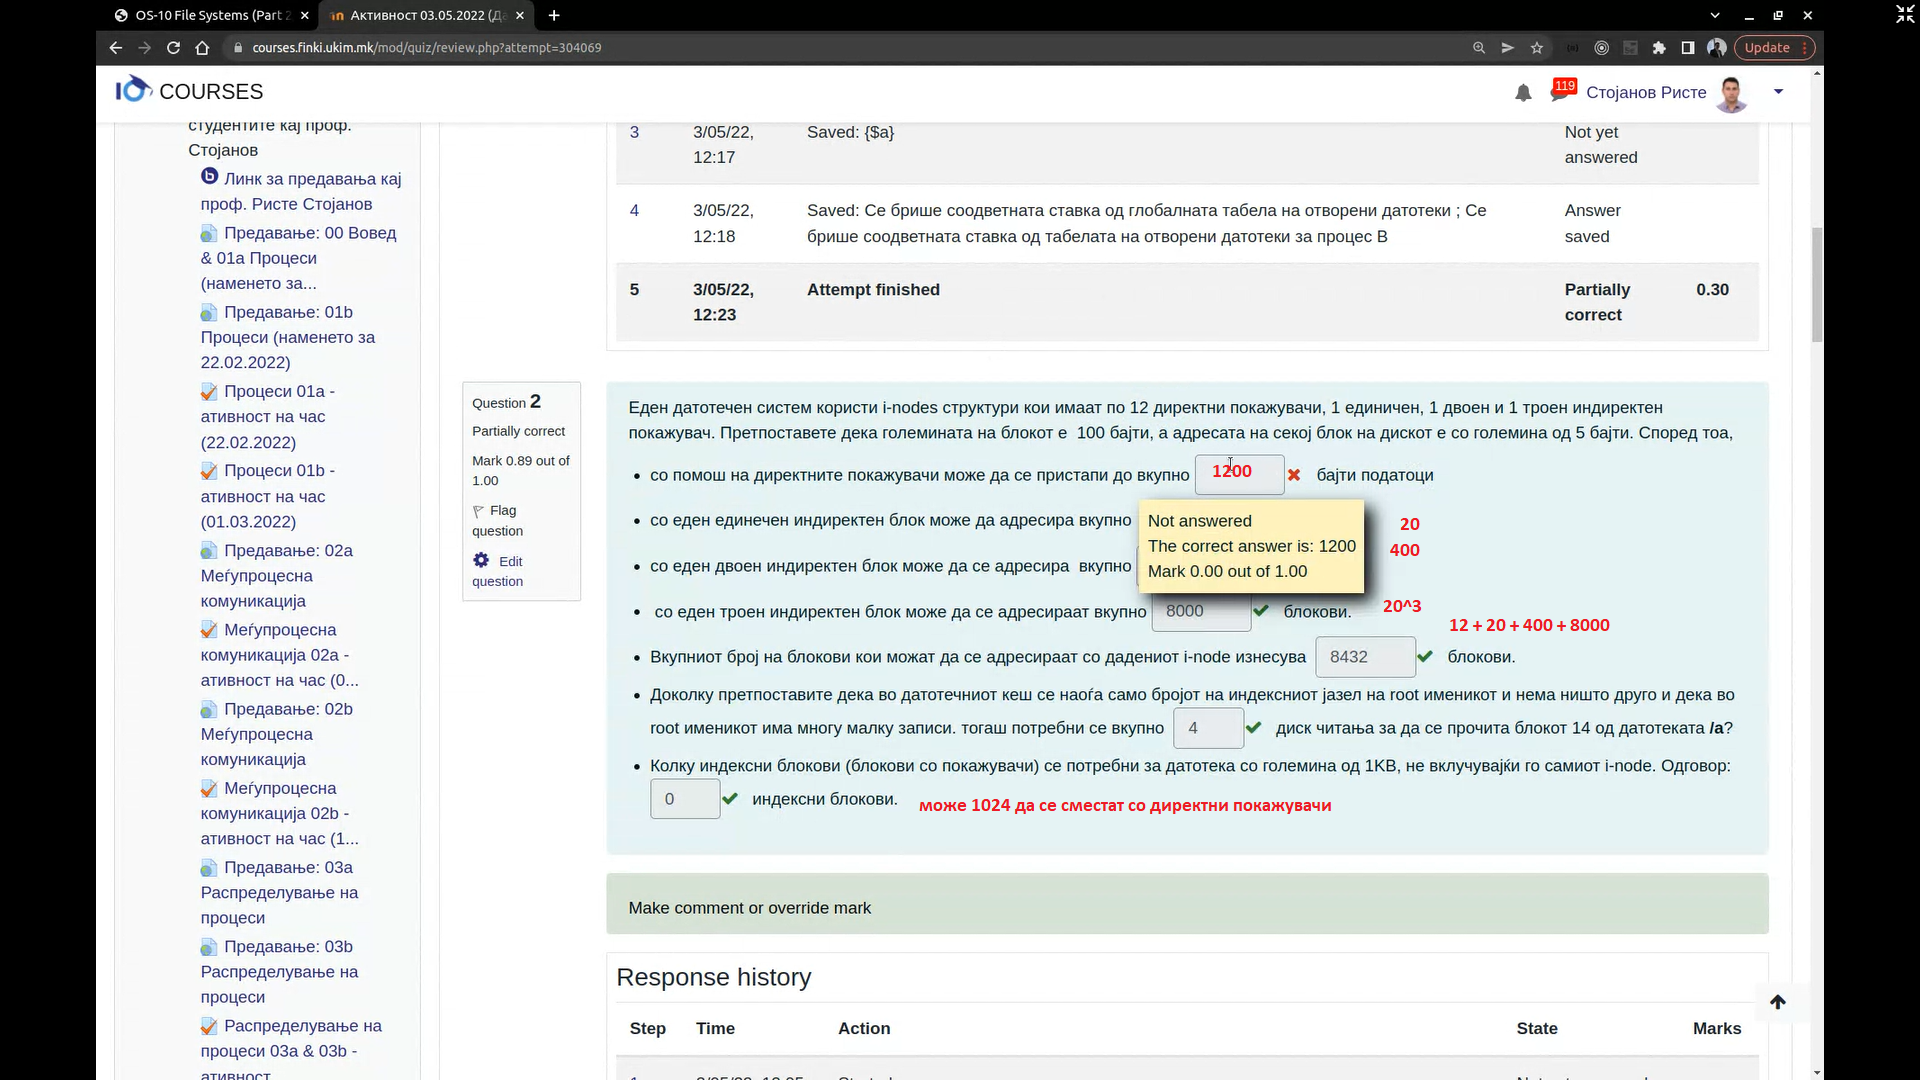 OS-10 File Systems (Part 2
Активност 03.05.2022 (Да
courses.finki.ukim.mk/mod/quiz/review.php?attempt=304069
Update
COURSES
119
Стојанов Ристе
студентите кај проф.
Стојанов
Линк за предавања кај
проф. Ристе Стојанов
Предавање: 00 Вовед
& 01a Процеси
(наменето за...
Предавање: 01b
Процеси (наменето за
22.02.2022)
Процеси 01a -
ативност на час
(22.02.2022)
Процеси 01b -
ативност на час
(01.03.2022)
Предавање: 02a
Меѓупроцесна
комуникација
Меѓупроцесна
комуникација 02a -
ативност на час (0...
Предавање: 02b
Меѓупроцесна
комуникација
Меѓупроцесна
комуникација 02b -
ативност на час (1...
Предавање: 03a
Распределување на
процеси
Предавање: 03b
Распределување на
процеси
Распределување на
процеси 03a & 03b -
ативност
3 3/05/22, Saved: {$a} Not yet
12:17 answered
4 3/05/22, Saved: Се брише соодветната ставка од глобалната табела на отворени датотеки ; Се Answer
12:18 брише соодветната ставка од табелата на отворени датотеки за процес B saved
5 3/05/22, Attempt finished Partially 0.30
12:23 correct
Question 2
Partially correct
Mark 0.89 out of
1.00
Flag
question
Edit
question
Еден датотечен систем користи i-nodes структури кои имаат по 12 директни покажувачи, 1 единичен, 1 двоен и 1 троен индиректен
покажувач. Претпоставете дека големината на блокот е 100 бајти, а адресата на секој блок на дискот е со големина од 5 бајти. Според тоа,
со помош на директните покажувачи може да се пристапи до вкупно 1200 бајти податоци
со еден единечен индиректен блок може да адресира вкупно 20
Not answered
The correct answer is: 1200
Mark 0.00 out of 1.00
400
со еден двоен индиректен блок може да се адресира вкупно
со еден троен индиректен блок може да се адресираат вкупно 8000 блокови. 20^3
12 + 20 + 400 + 8000
Вкупниот број на блокови кои можат да се адресираат со дадениот i-node изнесува 8432 блокови.
Доколку претпоставите дека во датотечниот кеш се наоѓа само бројот на индексниот јазел на root именикот и нема ништо друго и дека во
root именикот има многу малку записи. тогаш потребни се вкупно 4 диск читања за да се прочита блокот 14 од датотеката /a?
Колку индексни блокови (блокови со покажувачи) се потребни за датотека со големина од 1KB, не вклучувајќи го самиот i-node. Одговор:
0 индексни блокови. може 1024 да се сместат со директни покажувачи
Make comment or override mark
Response history
Step Time Action State Marks